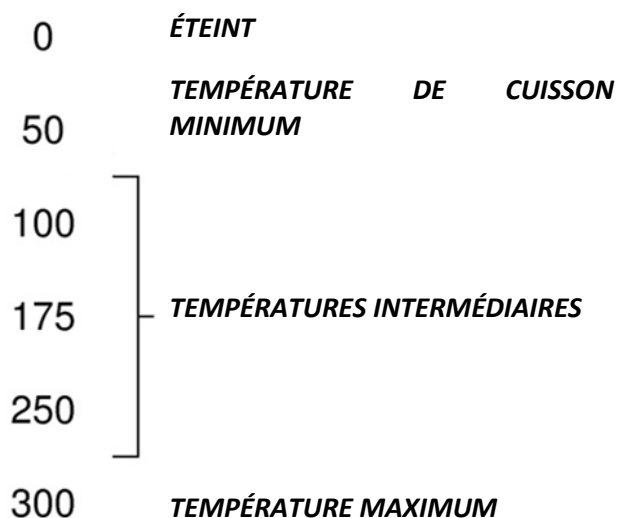 0 ÉTEINT
TEMPÉRATURE DE CUISSON
50 MINIMUM
100
175 TEMPÉRATURES INTERMÉDIAIRES
250
300 TEMPÉRATURE MAXIMUM